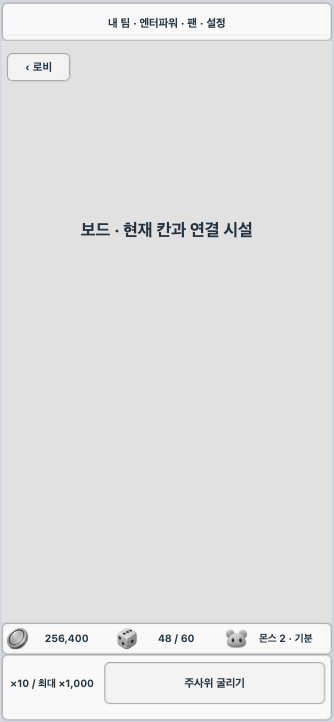 내 팀 · 엔터파워 · 팬 · 설정
‹ 로비
보드 · 현재 칸과 연결 시설
256,400 48 / 60 몬스 2 · 기분
×10 / 최대 ×1,000 주사위 굴리기